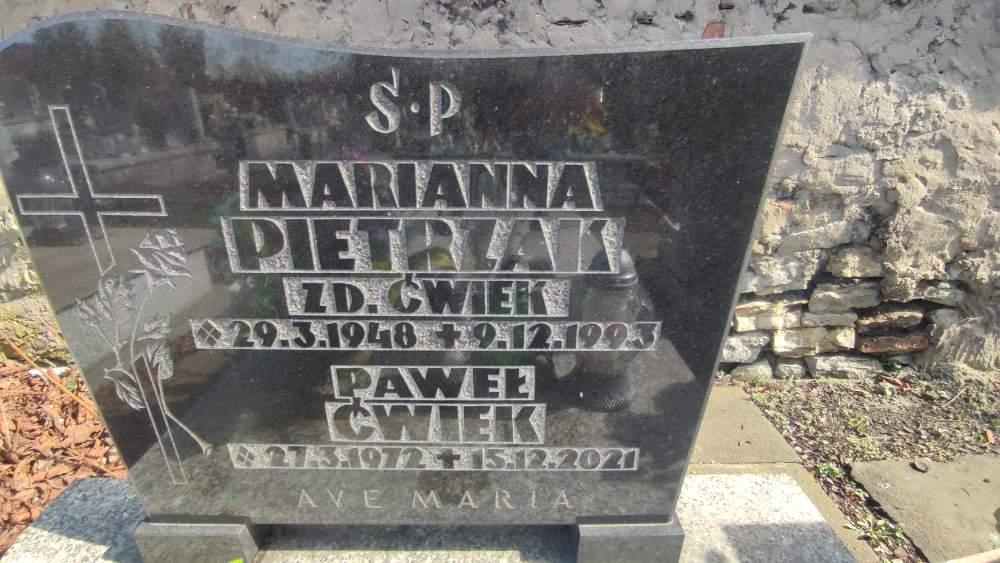 Ś·P
MARIANNA
PIETRZAK
ZD. ĆWIEK
29.3.1948 9.12.1993
PAWEŁ
ĆWIEK
27.3.1972 15.12.2021
AVE MARIA